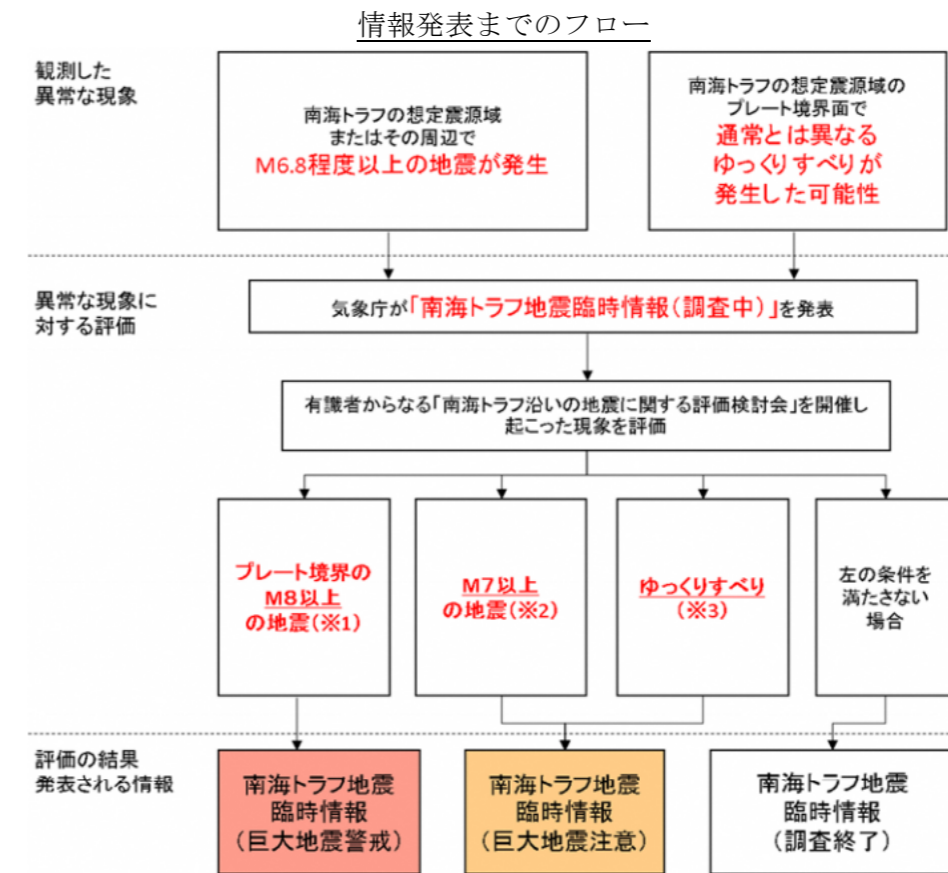 情報発表までのフロー
観測した
異常な現象
南海トラフの想定震源域
またはその周辺で
M6.8程度以上の地震が発生
南海トラフの想定震源域の
プレート境界面で
通常とは異なる
ゆっくりすべりが
発生した可能性
異常な現象に
対する評価
気象庁が「南海トラフ地震臨時情報(調査中)」を発表
有識者からなる「南海トラフ沿いの地震に関する評価検討会」を開催し
起こった現象を評価
プレート境界の
M8以上
の地震(※1)
M7以上
の地震(※2)
ゆっくりすべり
(※3)
左の条件を
満たさない
場合
評価の結果
発表される情報
南海トラフ地震
臨時情報
(巨大地震警戒)
南海トラフ地震
臨時情報
(巨大地震注意)
南海トラフ地震
臨時情報
(調査終了)